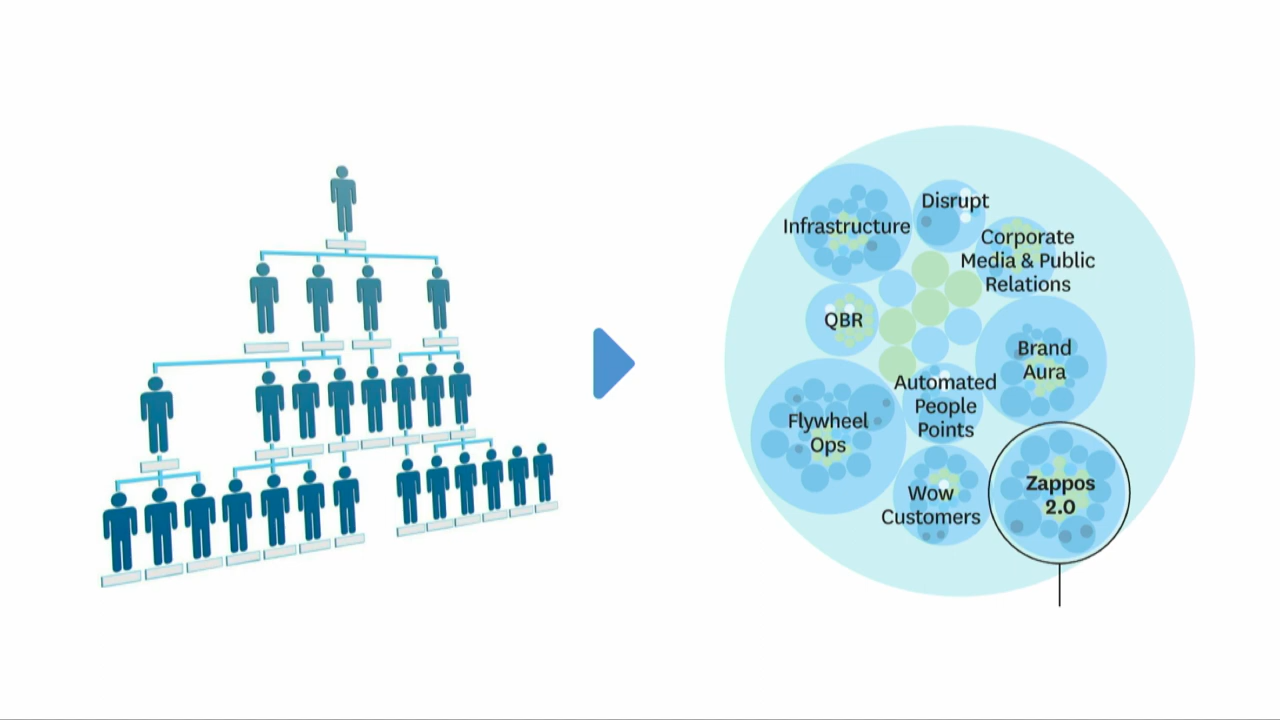 Disrupt
Infrastructure
Corporate
Media & Public
Relations
QBR
Brand
Aura
Automated
People
Points
Flywheel
Ops
Wow
Customers
Zappos
2.0